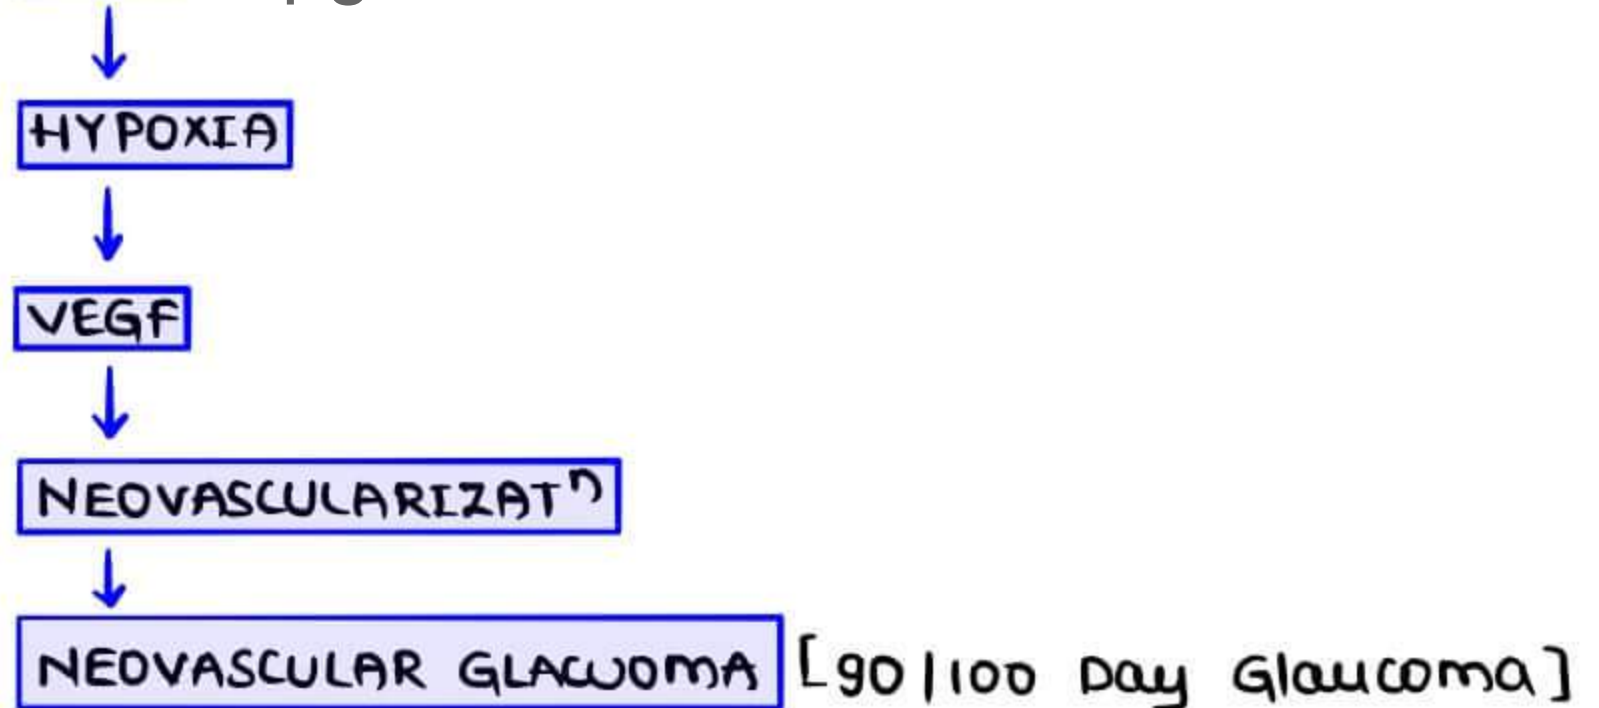 HYPOXIA
VEGF
NEOVASCULARIZATⁿ
NEOVASCULAR GLACUOMA [90/100 Day Glaucoma]